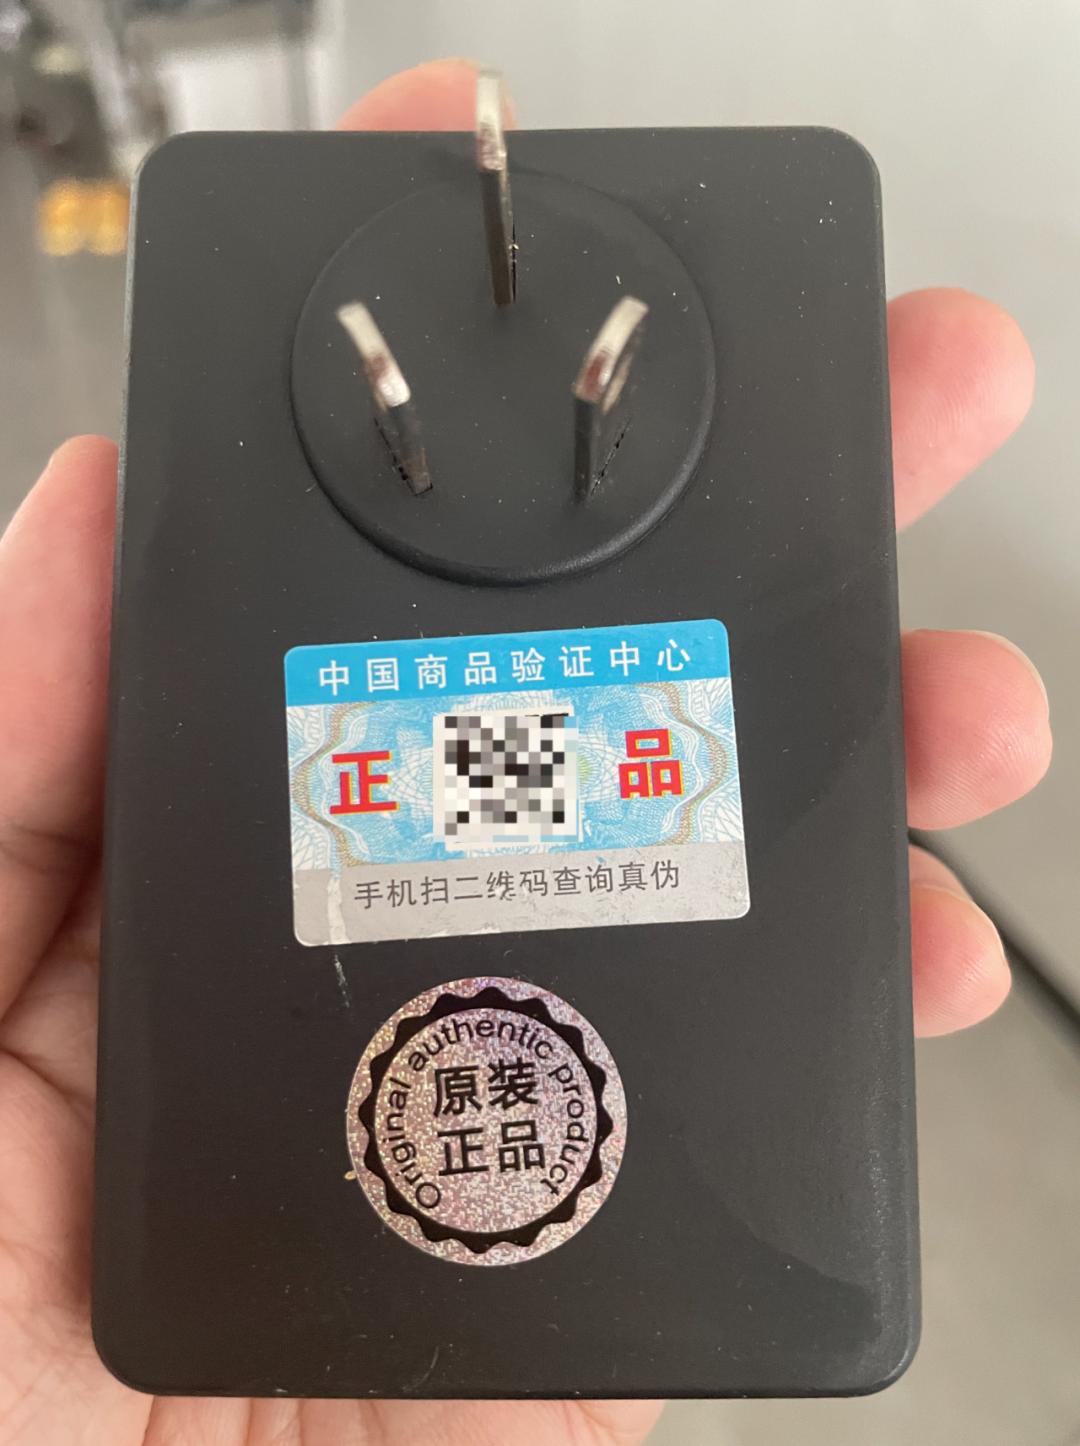 中国商品验证中心
正 品
手机扫二维码查询真伪
Original authentic product
原装
正品